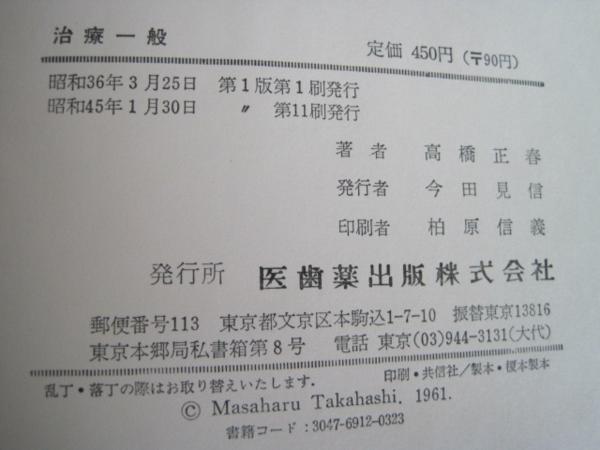 治療一般
定価 450円（〒90円）
昭和36年3月25日 第1版第1刷発行
昭和45年1月30日 〃 第11刷発行
著者 高橋正春
発行者 今田見信
印刷者 柏原信義
発行所 医歯薬出版株式会社
郵便番号113 東京都文京区本駒込1-7-10 振替東京13816
東京本郷局私書箱第8号 電話 東京(03)944-3131(大代)
乱丁・落丁の際はお取り替えいたします.
印刷・共信社／製本・榎本製本
© Masaharu Takahashi. 1961.
書籍コード：3047-6912-0323